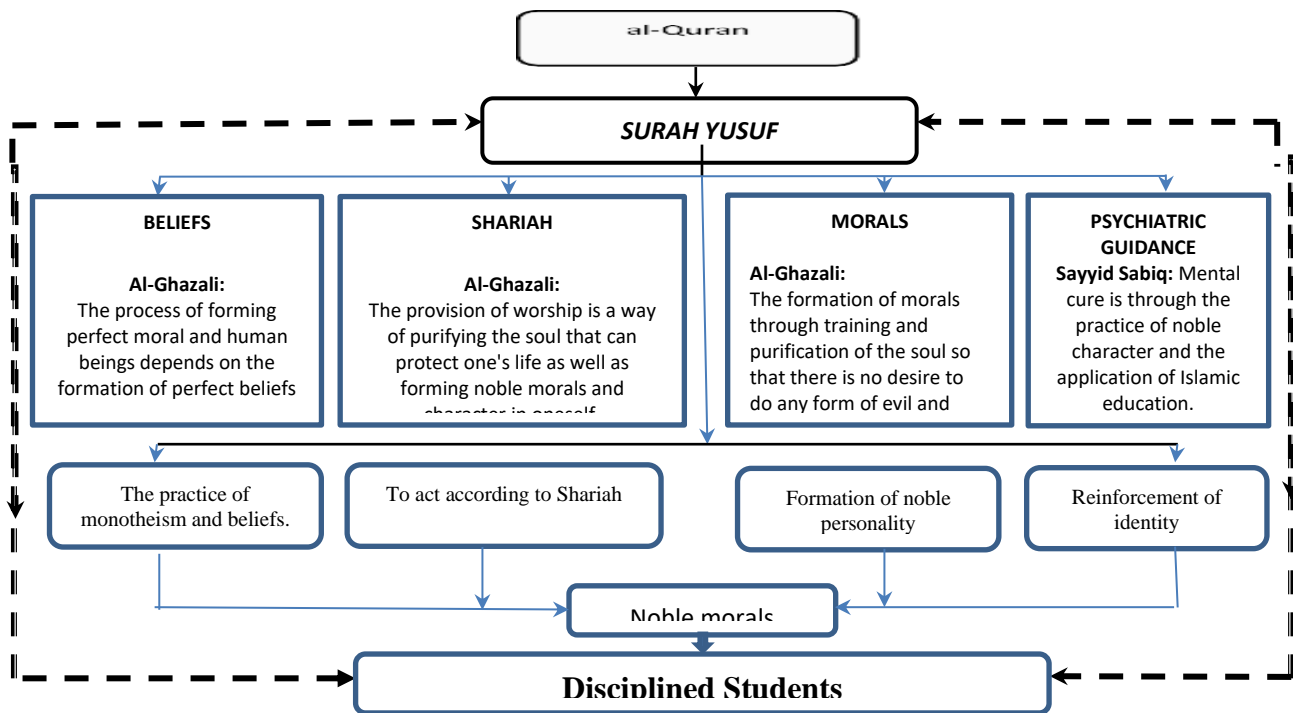 al-Quran
SURAH YUSUF
BELIEFS
Al-Ghazali:
The process of forming
perfect moral and human
beings depends on the
formation of perfect beliefs
SHARIAH
Al-Ghazali:
The provision of worship is a way
of purifying the soul that can
protect one's life as well as
forming noble morals and
character in oneself
MORALS
Al-Ghazali:
The formation of morals
through training and
purification of the soul so
that there is no desire to
do any form of evil and
PSYCHIATRIC
GUIDANCE
Sayyid Sabiq: Mental
cure is through the
practice of noble
character and the
application of Islamic
education.
The practice of
monotheism and beliefs.
To act according to Shariah
Formation of noble
personality
Reinforcement of
identity
Noble morals
Disciplined Students